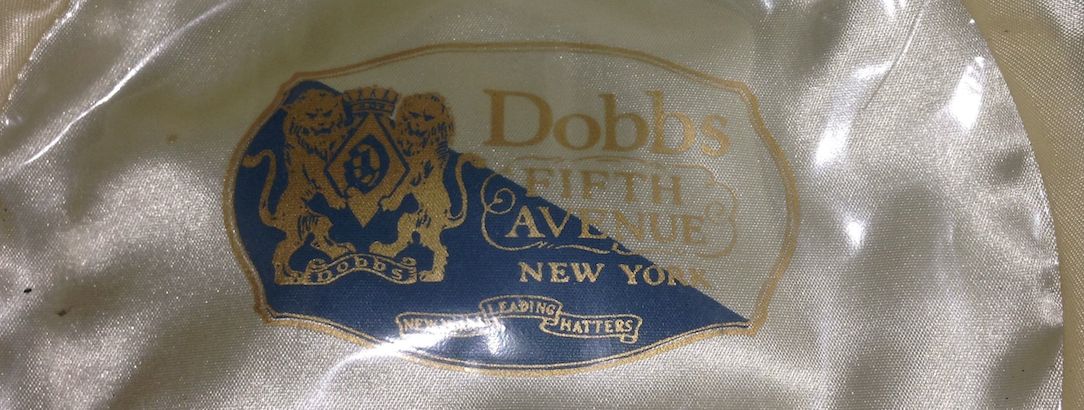 D
DOBBS
Dobbs
FIFTH
AVENUE
NEW YORK
LEADING
HATTERS